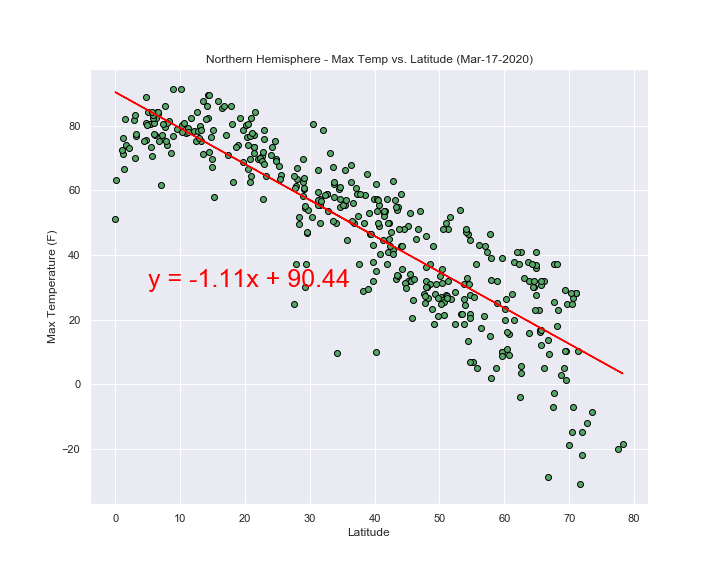 Northern Hemisphere - Max Temp vs. Latitude (Mar-17-2020)
Max Temperature (F)
80
60
40
20
0
−20
y = -1.11x + 90.44
0 10 20 30 40 50 60 70 80
Latitude